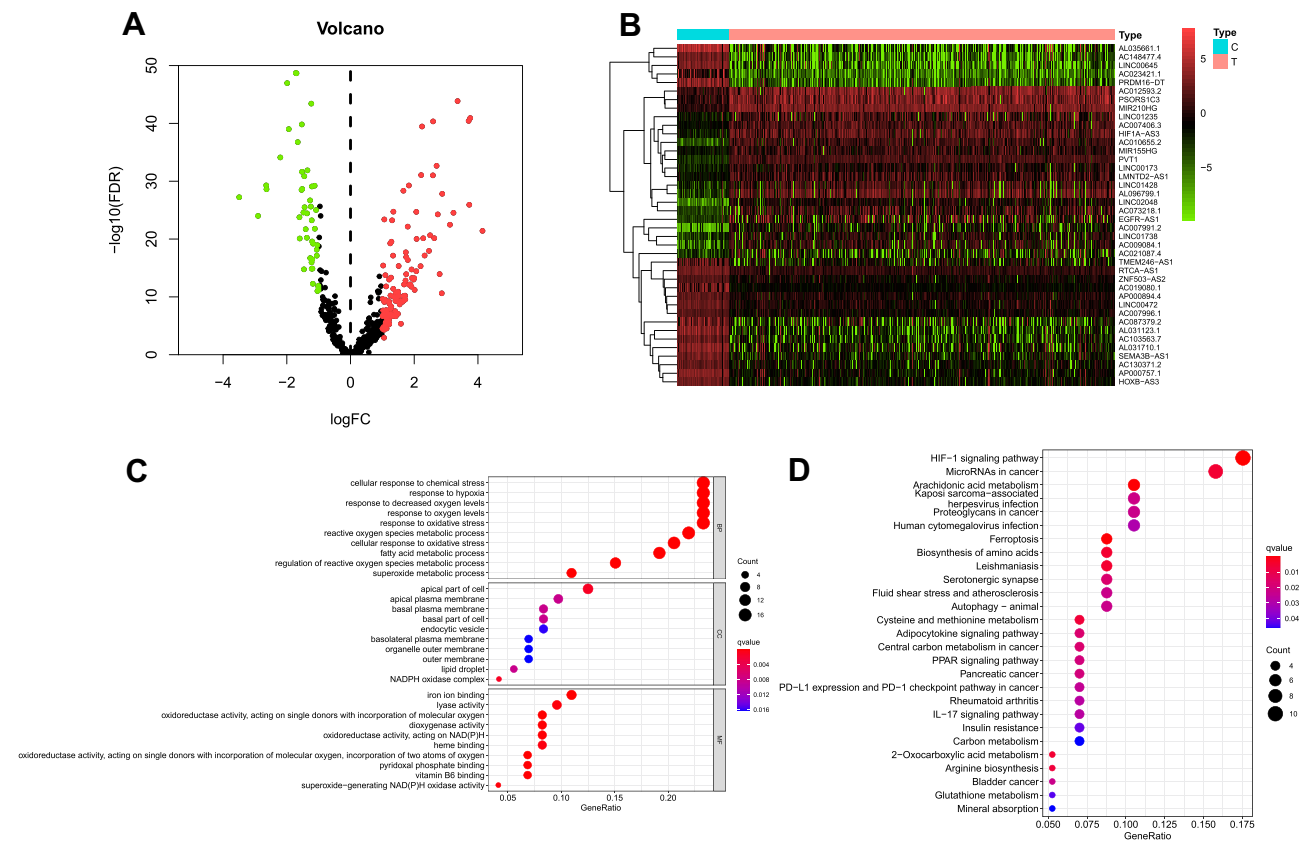 A
Volcano
−log10(FDR)
50
40
30
20
10
0
−4
−2
0
2
4
logFC
B
Type
AL035661.1
AC148477.4
LINC00645
AC023421.1
PRDM16−DT
AC012593.2
PSORS1C3
MIR210HG
LINC01235
AC007406.3
HIF1A−AS3
AC010655.2
MIR155HG
PVT1
LINC00173
LMNTD2−AS1
LINC01428
AL096799.1
LINC02048
AC073218.1
EGFR−AS1
AC007991.2
LINC01738
AC009084.1
AC021087.4
TMEM246−AS1
RTCA−AS1
ZNF503−AS2
AC019080.1
AP000894.4
LINC00472
AC007996.1
AC087379.2
AL031123.1
AC103563.7
AL031710.1
SEMA3B−AS1
AC130371.2
AP000757.1
HOXB−AS3
5
0
−5
Type
C
T
C
cellular response to chemical stress
response to hypoxia
response to decreased oxygen levels
response to oxygen levels
response to oxidative stress
reactive oxygen species metabolic process
cellular response to oxidative stress
fatty acid metabolic process
regulation of reactive oxygen species metabolic process
superoxide metabolic process
BP
apical part of cell
apical plasma membrane
basal plasma membrane
basal part of cell
endocytic vesicle
basolateral plasma membrane
organelle outer membrane
outer membrane
lipid droplet
NADPH oxidase complex
CC
iron ion binding
lyase activity
oxidoreductase activity, acting on single donors with incorporation of molecular oxygen
dioxygenase activity
oxidoreductase activity, acting on NAD(P)H
heme binding
oxidoreductase activity, acting on single donors with incorporation of molecular oxygen, incorporation of two atoms of oxygen
pyridoxal phosphate binding
vitamin B6 binding
superoxide−generating NAD(P)H oxidase activity
MF
0.05
0.10
0.15
0.20
GeneRatio
Count
4
8
12
16
qvalue
0.004
0.008
0.012
0.016
D
HIF−1 signaling pathway
MicroRNAs in cancer
Arachidonic acid metabolism
Kaposi sarcoma−associated
herpesvirus infection
Proteoglycans in cancer
Human cytomegalovirus infection
Ferroptosis
Biosynthesis of amino acids
Leishmaniasis
Serotonergic synapse
Fluid shear stress and atherosclerosis
Autophagy − animal
Cysteine and methionine metabolism
Adipocytokine signaling pathway
Central carbon metabolism in cancer
PPAR signaling pathway
Pancreatic cancer
PD−L1 expression and PD−1 checkpoint pathway in cancer
Rheumatoid arthritis
IL−17 signaling pathway
Insulin resistance
Carbon metabolism
2−Oxocarboxylic acid metabolism
Arginine biosynthesis
Bladder cancer
Glutathione metabolism
Mineral absorption
0.050
0.075
0.100
0.125
0.150
0.175
GeneRatio
qvalue
0.01
0.02
0.03
0.04
Count
4
6
8
10